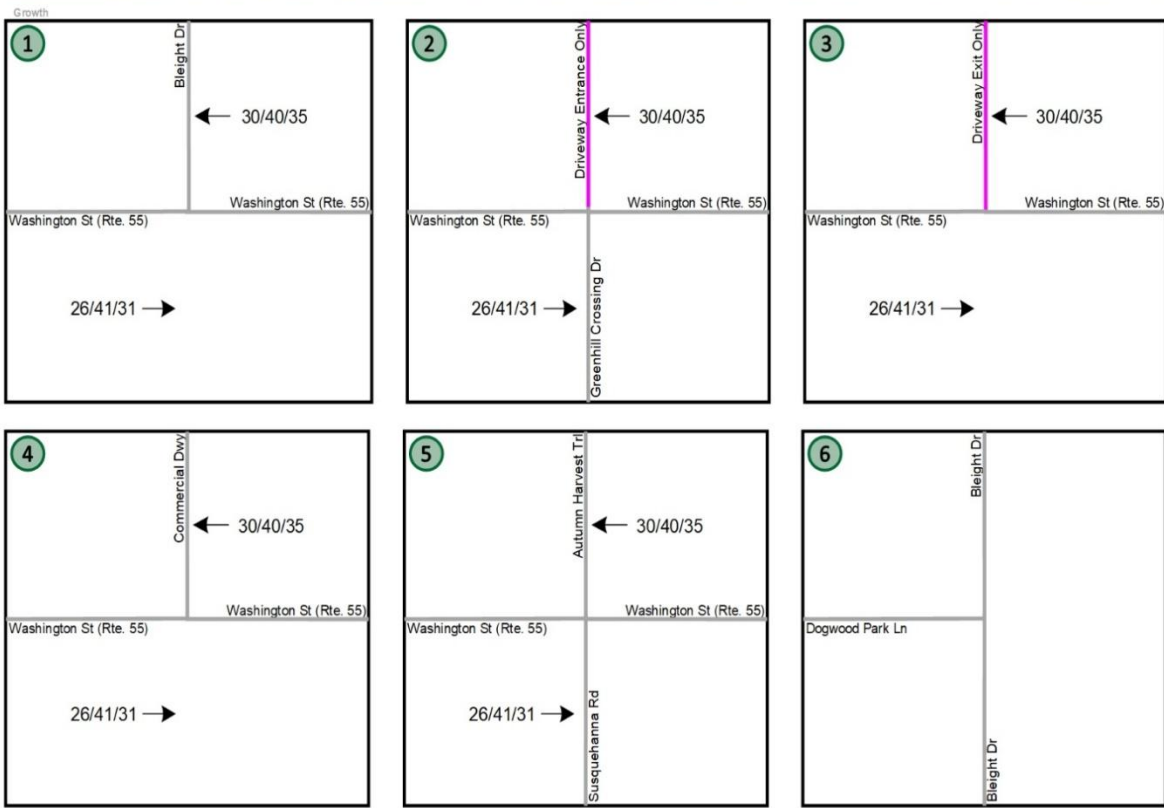 Growth
1
Bleight Dr
30/40/35
Washington St (Rte. 55)
Washington St (Rte. 55)
26/41/31
2
Driveway Entrance Only
30/40/35
Washington St (Rte. 55)
Washington St (Rte. 55)
26/41/31
Greenhill Crossing Dr
3
Driveway Exit Only
30/40/35
Washington St (Rte. 55)
Washington St (Rte. 55)
26/41/31
4
Commercial Dwy
30/40/35
Washington St (Rte. 55)
Washington St (Rte. 55)
26/41/31
5
Autumn Harvest Trl
30/40/35
Washington St (Rte. 55)
Washington St (Rte. 55)
26/41/31
Susquehanna Rd
6
Bleight Dr
Dogwood Park Ln
Bleight Dr